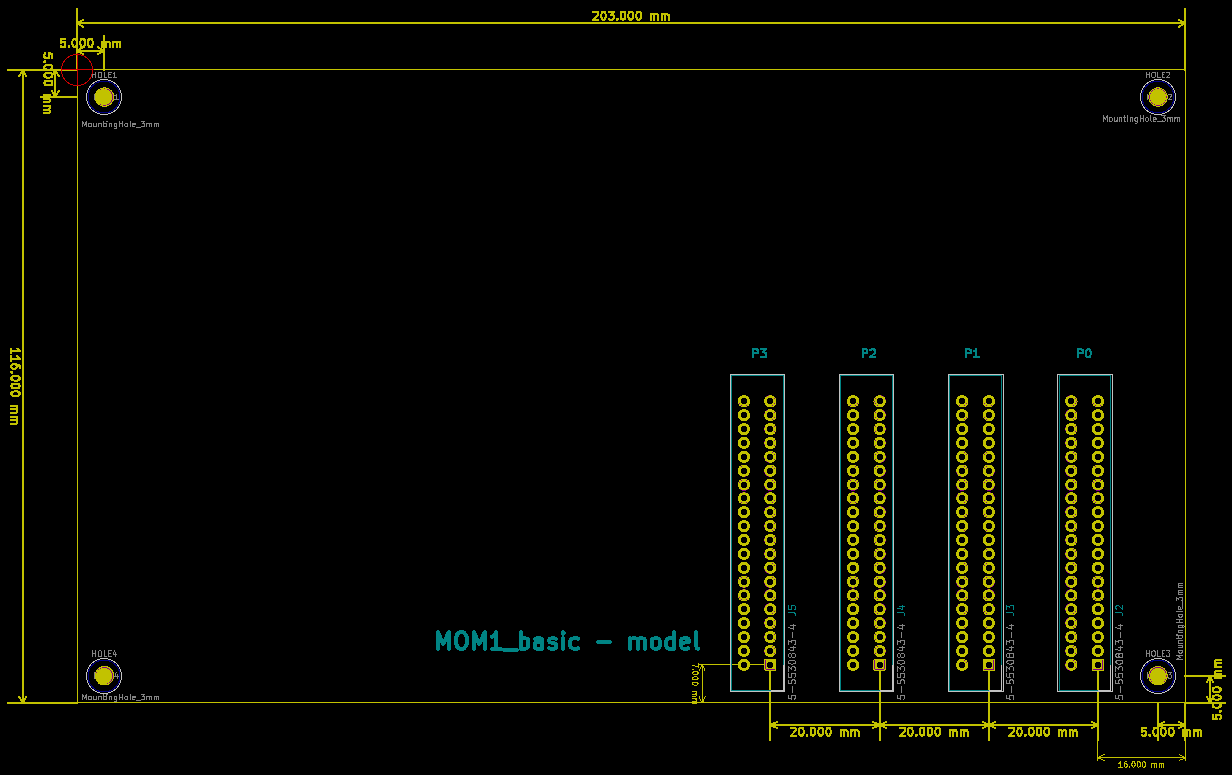 203.000 mm
5.000 mm
5.000 mm
HOLE1
MountingHole_3mm
HOLE2
MountingHole_3mm
116.000 mm
P3
P2
P1
P0
5-5530843-4 J5
5-5530843-4 J4
5-5530843-4 J3
5-5530843-4 J2
MountingHole_3mm
MOM1_basic - model
HOLE4
MountingHole_3mm
HOLE3
7.000 mm
5.000 mm
20.000 mm
20.000 mm
20.000 mm
5.000 mm
16.000 mm